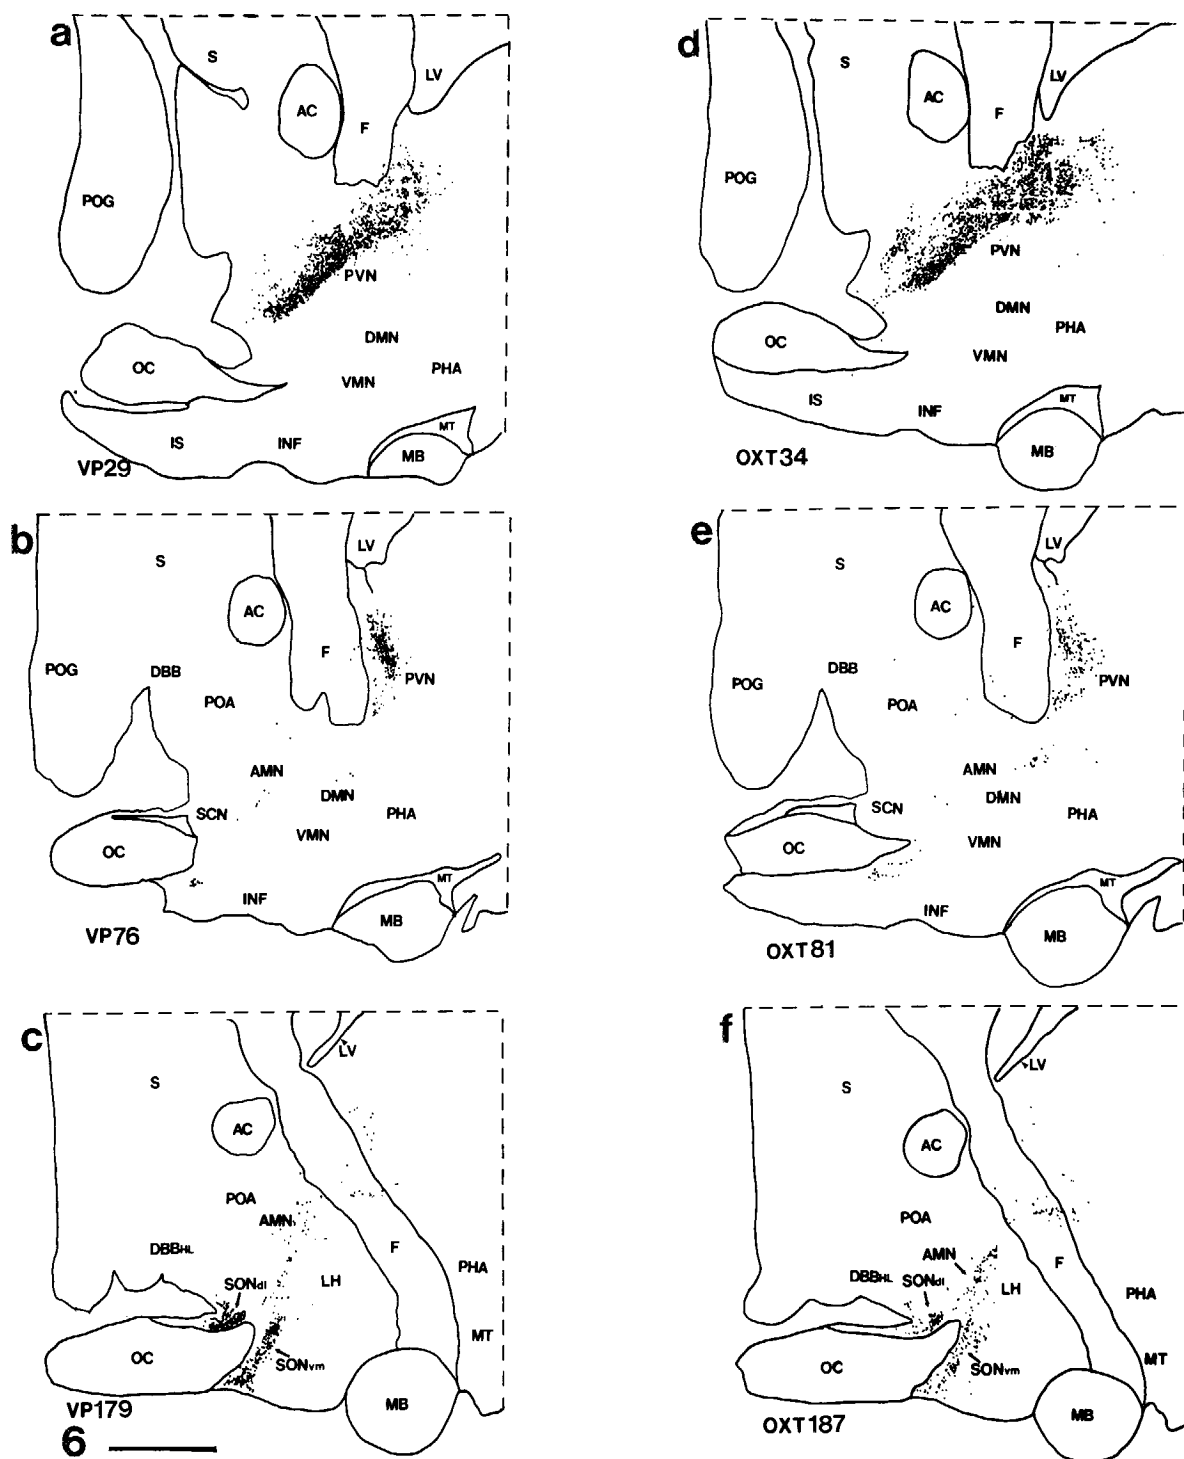 a
S
LV
AC
F
POG
PVN
DMN
OC
VMN
PHA
MT
IS
INF
MB
VP29
d
S
LV
AC
F
POG
PVN
DMN
PHA
OC
VMN
MT
IS
INF
MB
OXT34
b
LV
S
AC
F
POG
DBB
PVN
POA
AMN
DMN
SCN
PHA
VMN
OC
MT
INF
MB
VP76
e
LV
S
AC
F
DBB
POG
PVN
POA
AMN
DMN
SCN
PHA
VMN
OC
MT
INF
MB
OXT81
c
LV
S
AC
POA
AMN
DBBHL
F
PHA
SONdl
LH
MT
OC
SONvm
MB
VP179
6
f
LV
S
AC
POA
AMN
F
DBBHL
SONdl
LH
PHA
OC
SONvm
MT
MB
OXT187